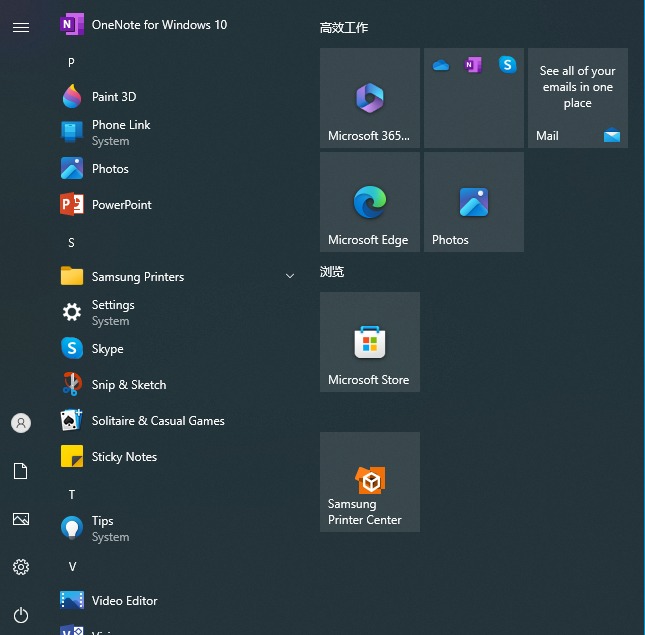 OneNote for Windows 10
P
Paint 3D
Phone Link
System
Photos
PowerPoint
S
Samsung Printers
Settings
System
Skype
Snip & Sketch
Solitaire & Casual Games
Sticky Notes
T
Tips
System
V
Video Editor
高效工作
Microsoft 365...
See all of your
emails in one
place
Mail
Microsoft Edge
Photos
浏览
Microsoft Store
Samsung
Printer Center